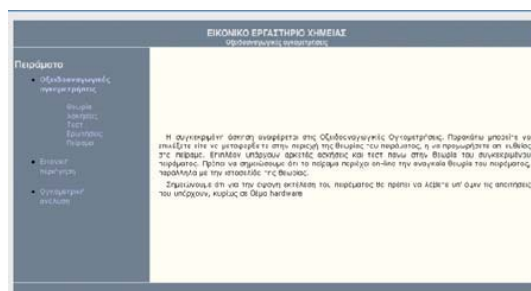 ΕΙΚΟΝΙΚΟ ΕΡΓΑΣΤΗΡΙΟ ΧΗΜΕΙΑΣ
Οξειδοαναγωγικές ογκομετρήσεις
Πειράματα
Οξειδοαναγωγικές
ογκομετρήσεις
Θεωρία
Ασκήσεις
Τεστ
Ερωτήσεις
Πείραμα
Εικονική
περιήγηση
Ογκομετρική
ανάλυση
Η συγκεκριμένη άσκηση αναφέρεται στις Οξειδοαναγωγικές Ογκομετρήσεις. Παρακάτω μπορείτε να
επιλέξετε είτε να μεταφερθείτε στην περιοχή της θεωρίας του πειράματος, η να προχωρήσετε απ ευθείας
στο πείραμα. Επιπλέον υπάρχουν αρκετές ασκήσεις και τεστ πάνω στην θεωρία του συγκεκριμένου
πειράματος. Πρέπει να σημειώσουμε ότι το πείραμα περιέχει on-line την αναγκαία θεωρία του πειράματος,
παράλληλα με την ιστοσελίδα της θεωρίας.
Σημειώνουμε ότι για την εκτέλεση του πειράματος θα πρέπει να λάβετε υπ' όψιν τις απαιτήσεις
που υπάρχουν, κυρίως σε θέμα hardware